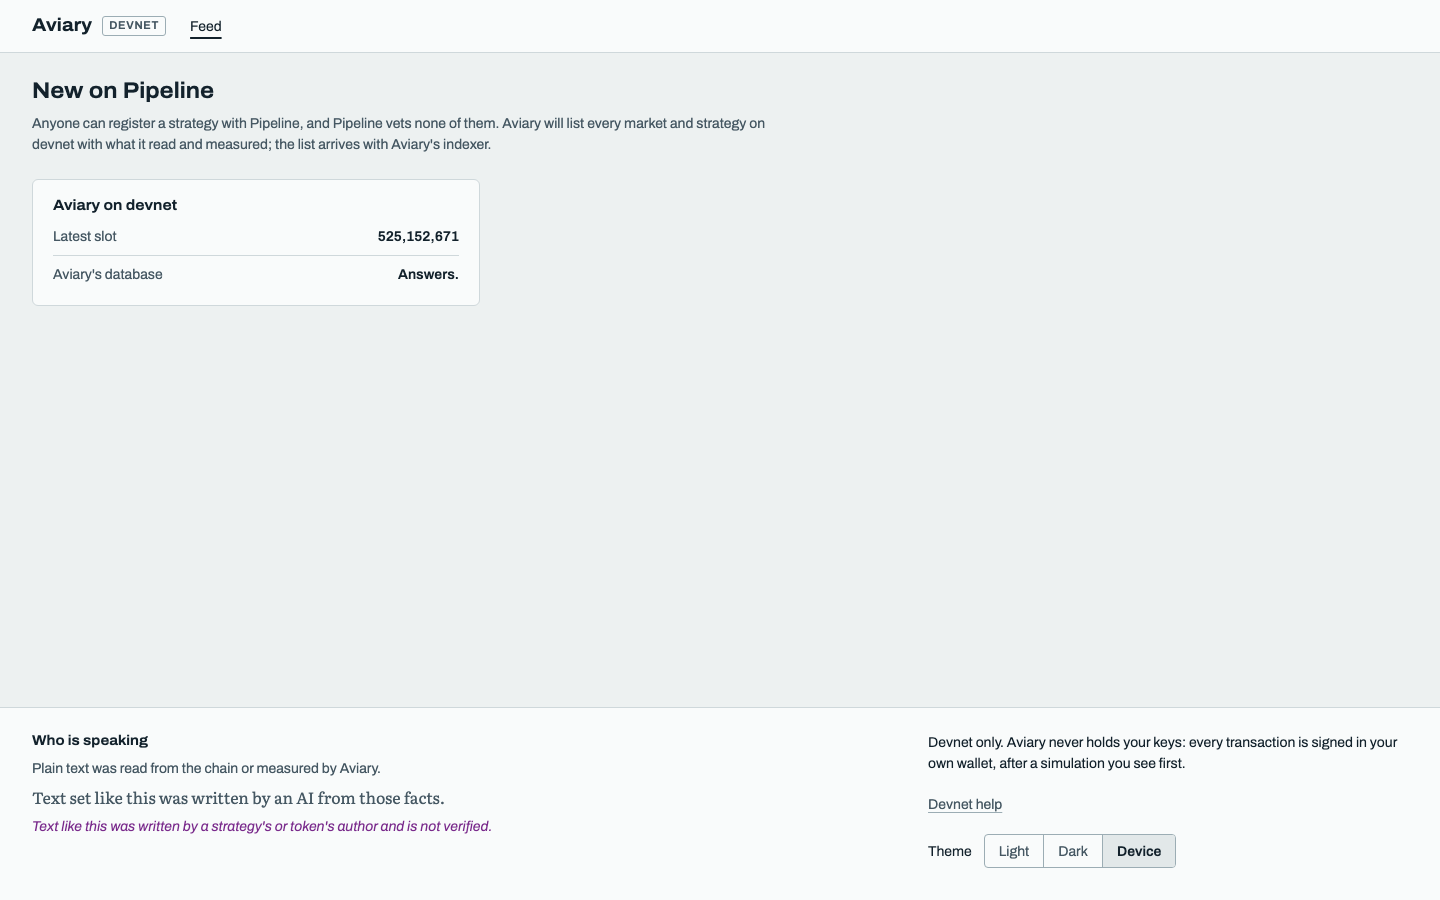 Aviary DEVNET Feed
New on Pipeline
Anyone can register a strategy with Pipeline, and Pipeline vets none of them. Aviary will list every market and strategy on
devnet with what it read and measured; the list arrives with Aviary's indexer.
Aviary on devnet
Latest slot 525,152,671
Aviary's database Answers.
Who is speaking
Plain text was read from the chain or measured by Aviary.
Text set like this was written by an AI from those facts.
Text like this was written by a strategy's or token's author and is not verified.
Devnet only. Aviary never holds your keys: every transaction is signed in your
own wallet, after a simulation you see first.
Devnet help
Theme Light Dark Device